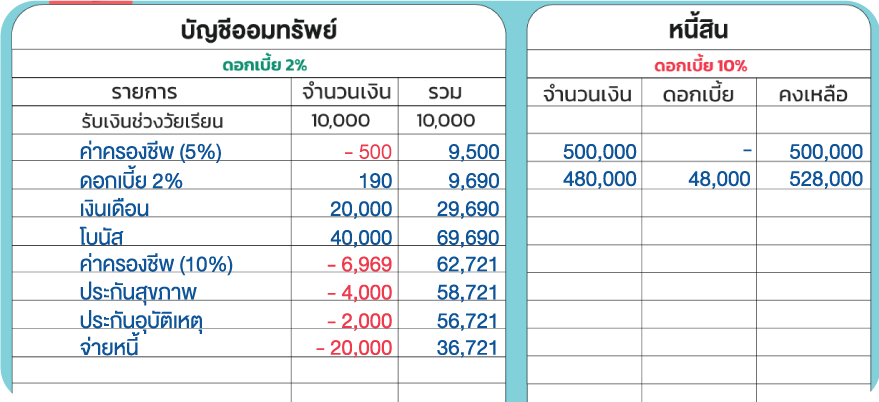 บัญชีออมทรัพย์
ดอกเบี้ย 2%
รายการ จำนวนเงิน รวม
รับเงินช่วงวัยเรียน 10,000 10,000
ค่าครองชีพ (5%) - 500 9,500
ดอกเบี้ย 2% 190 9,690
เงินเดือน 20,000 29,690
โบนัส 40,000 69,690
ค่าครองชีพ (10%) - 6,969 62,721
ประกันสุขภาพ - 4,000 58,721
ประกันอุบัติเหตุ - 2,000 56,721
จ่ายหนี้ - 20,000 36,721
หนี้สิน
ดอกเบี้ย 10%
จำนวนเงิน ดอกเบี้ย คงเหลือ
500,000 - 500,000
480,000 48,000 528,000